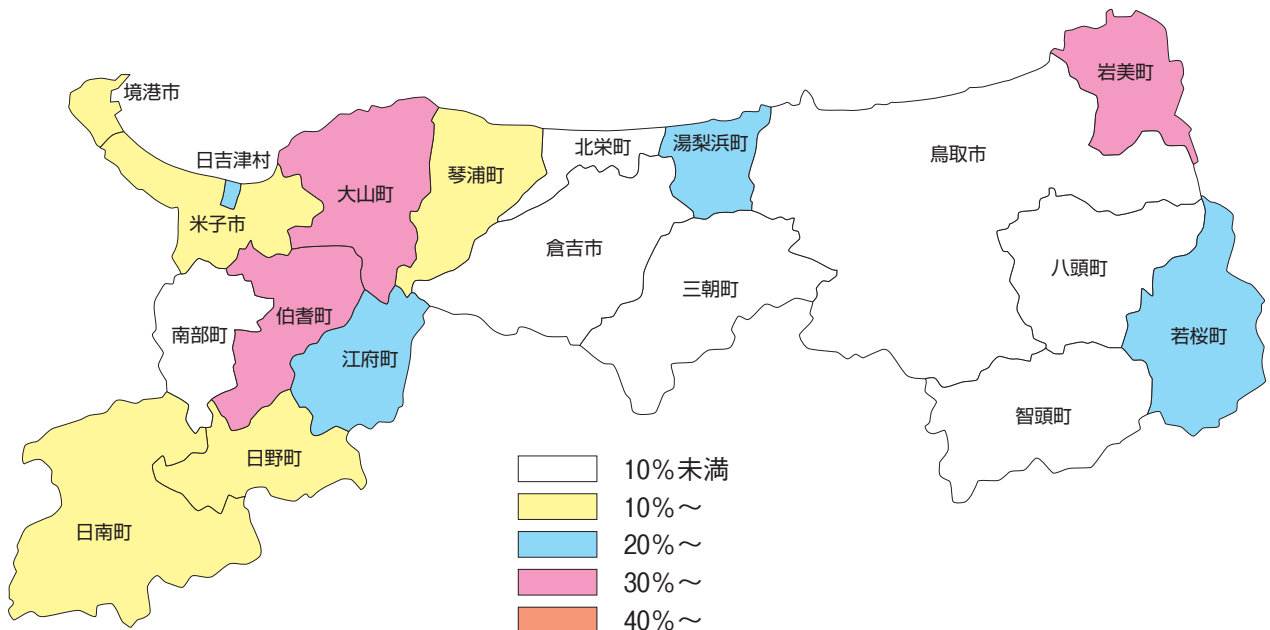 岩美町
境港市
日吉津村
北栄町
湯梨浜町
鳥取市
琴浦町
大山町
米子市
倉吉市
八頭町
三朝町
伯耆町
南部町
若桜町
江府町
智頭町
日野町
日南町
10%未満
10%～
20%～
30%～
40%～